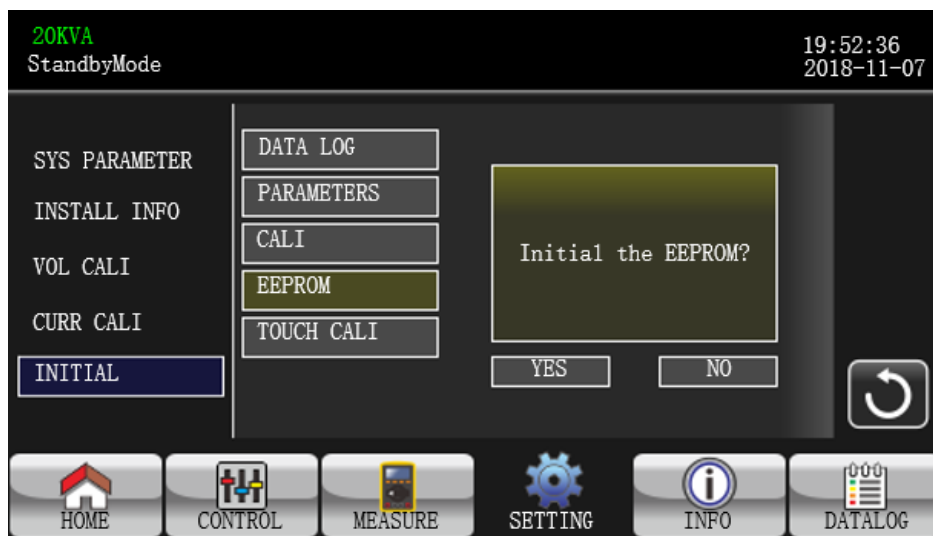 20KVA
StandbyMode
19:52:36
2018-11-07
SYS PARAMETER
INSTALL INFO
VOL CALI
CURR CALI
INITIAL
DATA LOG
PARAMETERS
CALI
EEPROM
TOUCH CALI
Initial the EEPROM?
YES
NO
HOME
CONTROL
MEASURE
SETTING
INFO
DATALOG